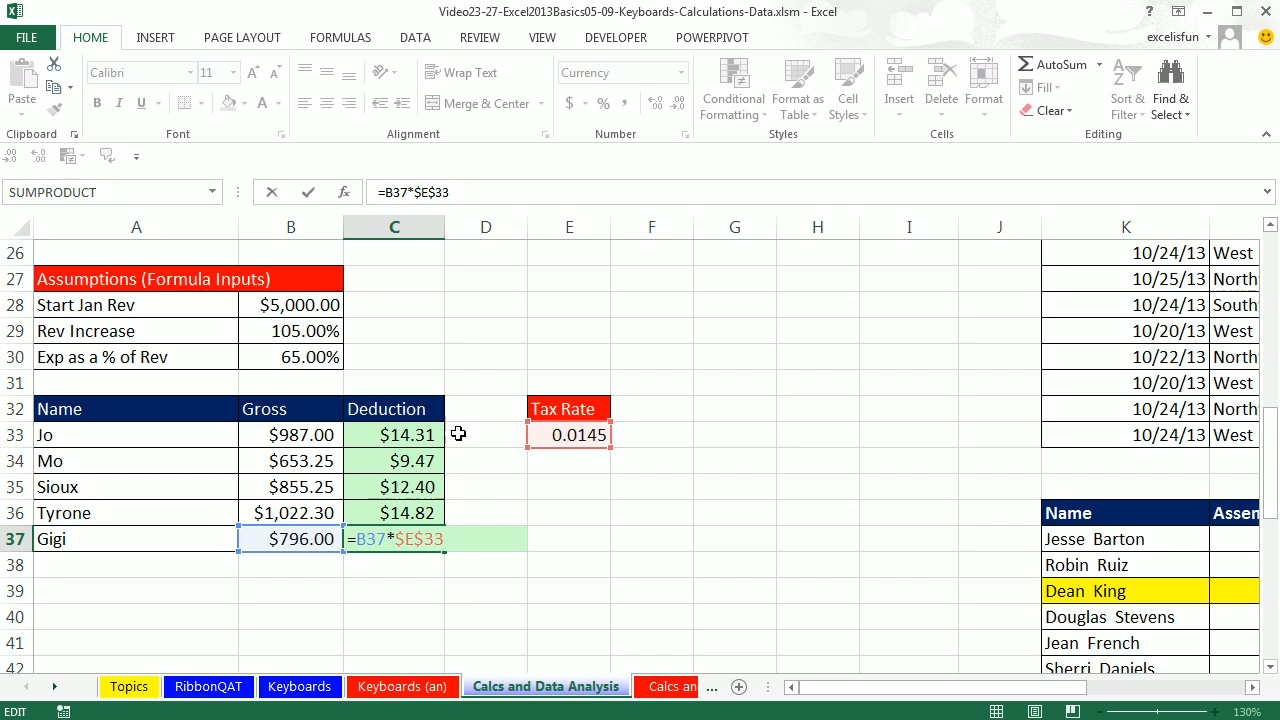 Video23-27-Excel2013Basics05-09-Keyboards-Calculations-Data.xlsm - Excel
FILE HOME INSERT PAGE LAYOUT FORMULAS DATA REVIEW VIEW DEVELOPER POWERPIVOT excelisfun
Calibri 11 Wrap Text Currency AutoSum
Paste Merge & Center $ % Conditional Formatting Format as Table Cell Styles Insert Delete Format Fill Sort & Filter Find & Select
B I U A Clear
Clipboard Font Alignment Number Styles Cells Editing
SUMPRODUCT fx =B37*$E$33
A B C D E F G H I J K
26 10/24/13 West
27 Assumptions (Formula Inputs) 10/25/13 North
28 Start Jan Rev $5,000.00 10/24/13 South
29 Rev Increase 105.00% 10/20/13 West
30 Exp as a % of Rev 65.00% 10/22/13 North
31 10/20/13 West
32 Name Gross Deduction Tax Rate 10/24/13 North
33 Jo $987.00 $14.31 0.0145 10/24/13 West
34 Mo $653.25 $9.47
35 Sioux $855.25 $12.40
36 Tyrone $1,022.30 $14.82 Name Assen
37 Gigi $796.00 =B37*$E$33 Jesse Barton
38 Robin Ruiz
39 Dean King
40 Douglas Stevens
41 Jean French
42 Sherri Daniels
Topics RibbonQAT Keyboards Keyboards (an) Calcs and Data Analysis Calcs an ...
EDIT 130%